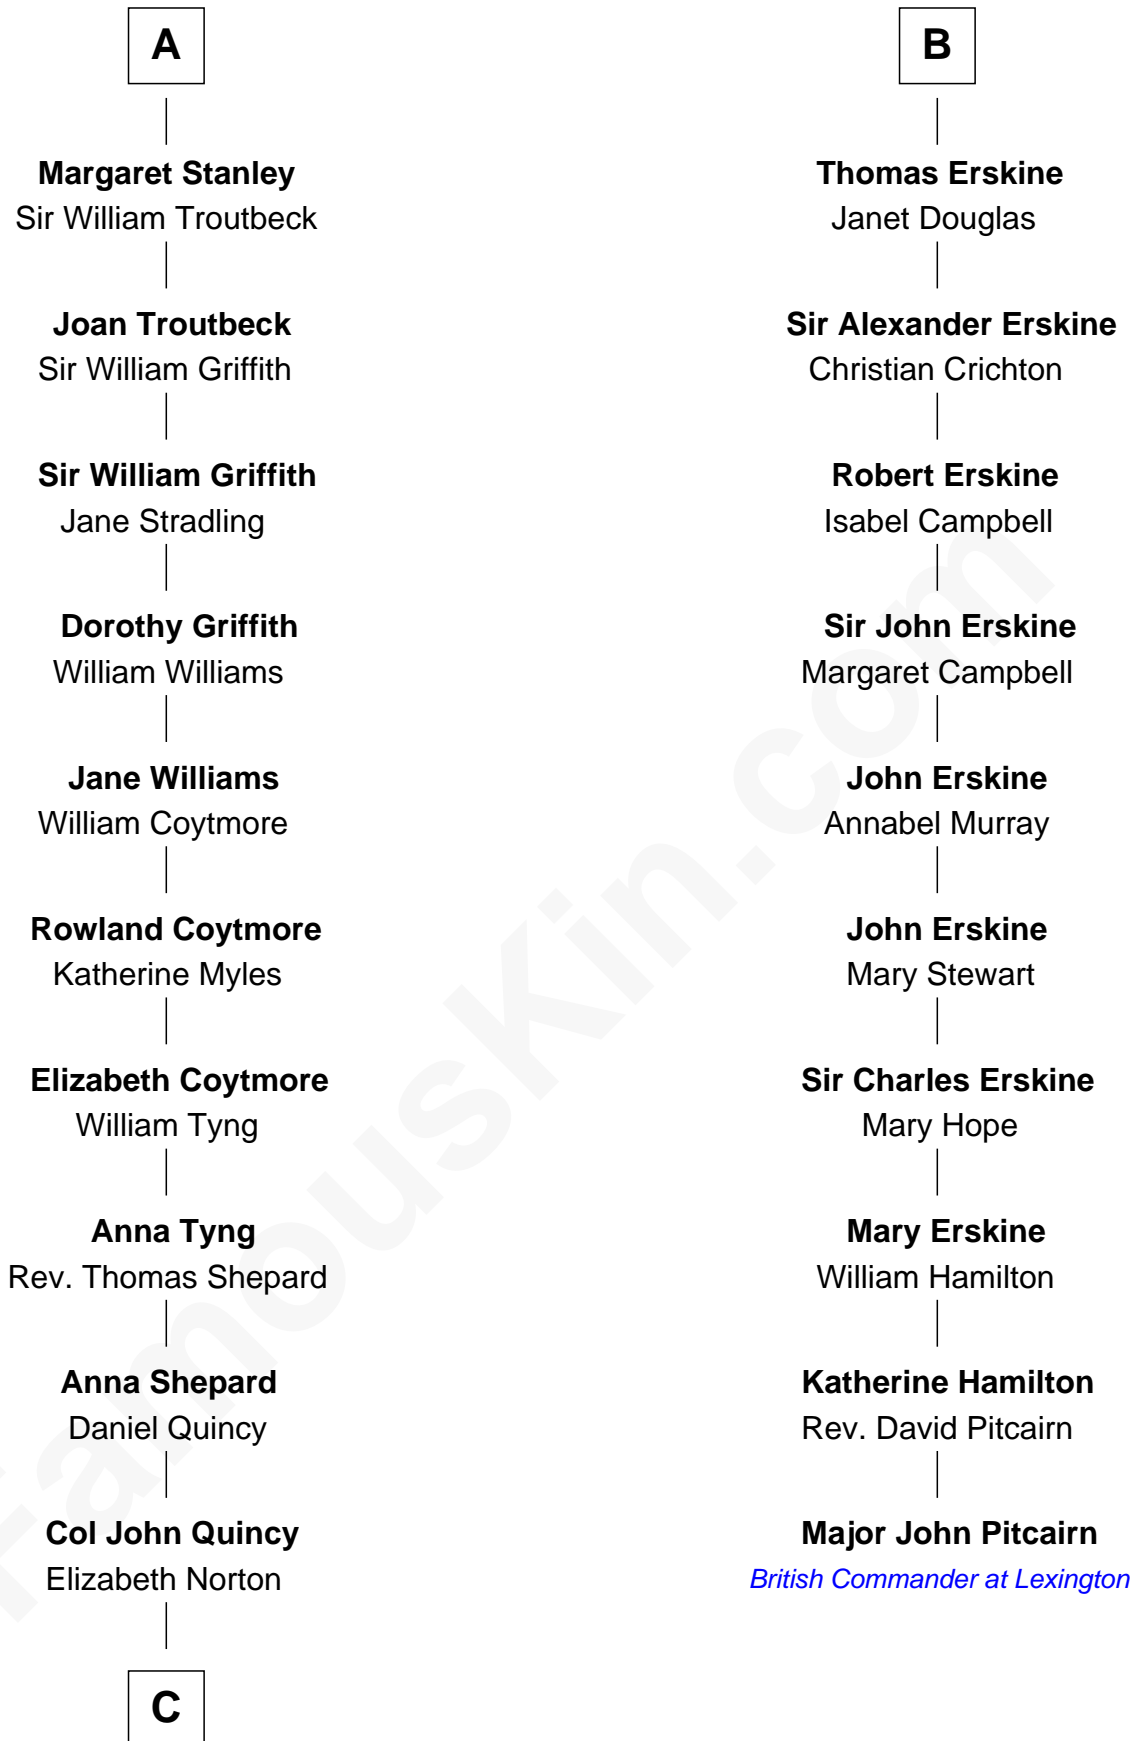 A
Margaret Stanley
Sir William Troutbeck
Joan Troutbeck
Sir William Griffith
Sir William Griffith
Jane Stradling
Dorothy Griffith
William Williams
Jane Williams
William Coytmore
Rowland Coytmore
Katherine Myles
Elizabeth Coytmore
William Tyng
Anna Tyng
Rev. Thomas Shepard
Anna Shepard
Daniel Quincy
Col John Quincy
Elizabeth Norton
C
B
Thomas Erskine
Janet Douglas
Sir Alexander Erskine
Christian Crichton
Robert Erskine
Isabel Campbell
Sir John Erskine
Margaret Campbell
John Erskine
Annabel Murray
John Erskine
Mary Stewart
Sir Charles Erskine
Mary Hope
Mary Erskine
William Hamilton
Katherine Hamilton
Rev. David Pitcairn
Major John Pitcairn
British Commander at Lexington
FamousKin.com